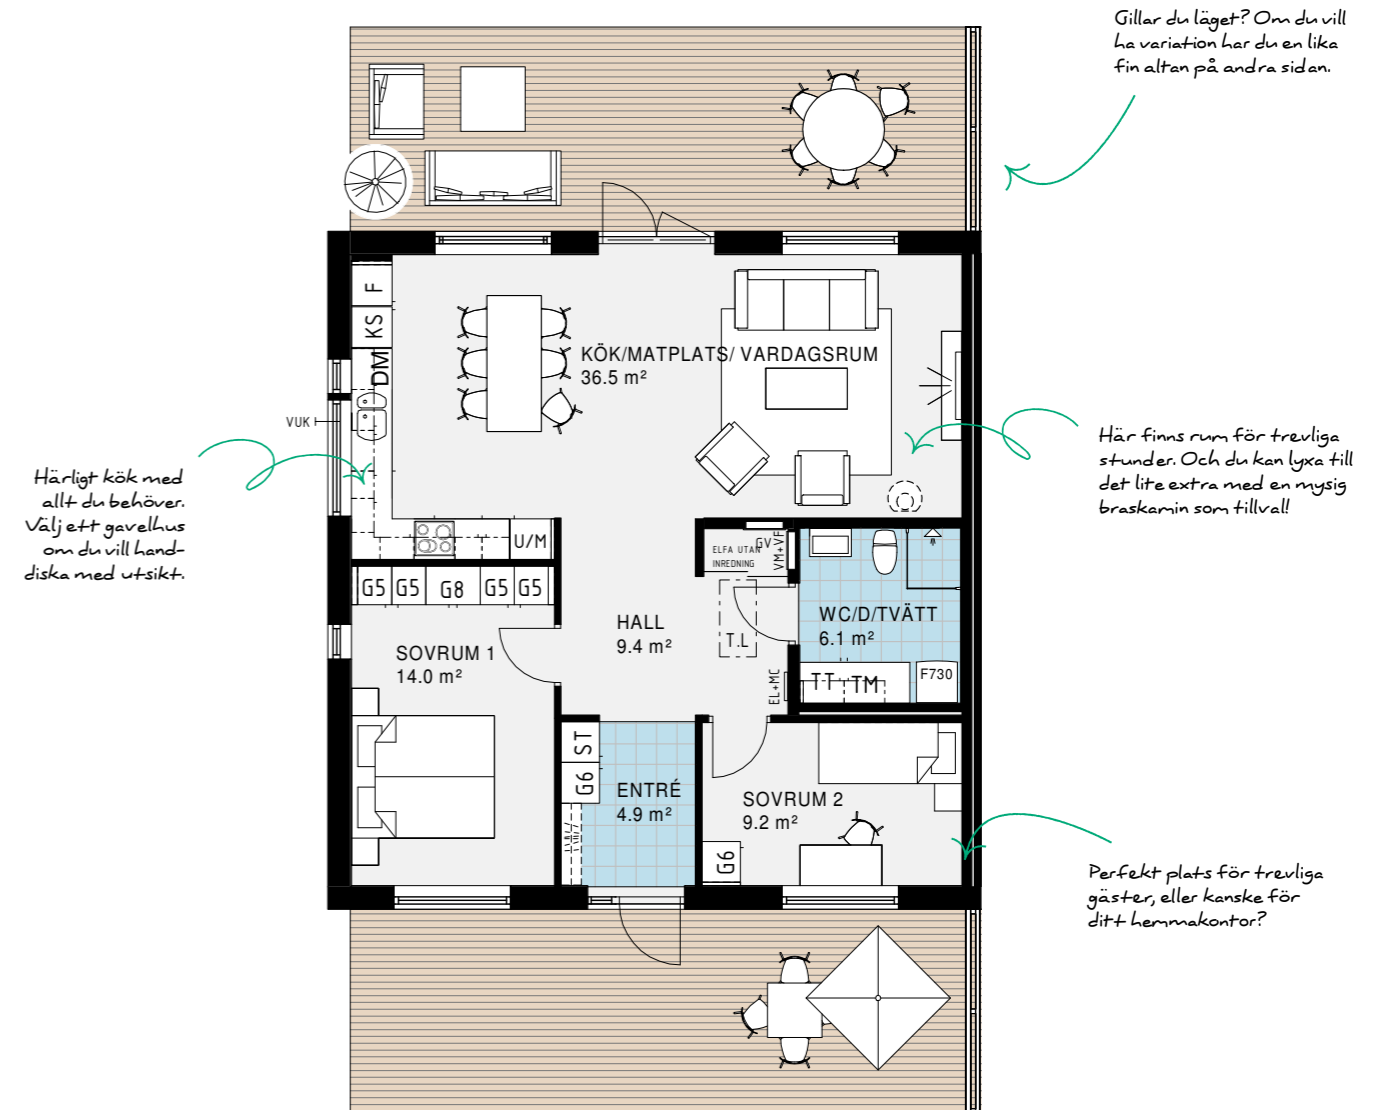 Gillar du läget? Om du vill
ha variation har du en lika
fin altan på andra sidan.
F
KS
DM
KÖK/MATPLATS/ VARDAGSRUM
36.5 m²
VUK
Här finns rum för trevliga
stunder. Och du kan lyxa till
det lite extra med en mysig
braskamin som tillval!
Härligt kök med
allt du behöver.
Välj ett gavelhus
om du vill hand-
diska med utsikt.
U/M
ELFA UTAN
INREDNING
GV
VM+VF
G5
G5
G8
G5
G5
HALL
9.4 m²
T.L
WC/D/TVÄTT
6.1 m²
SOVRUM 1
14.0 m²
EL+MC
TT
TM
F730
ST
G6
ENTRÉ
4.9 m²
SOVRUM 2
9.2 m²
G6
Perfekt plats för trevliga
gäster, eller kanske för
ditt hemmakontor?